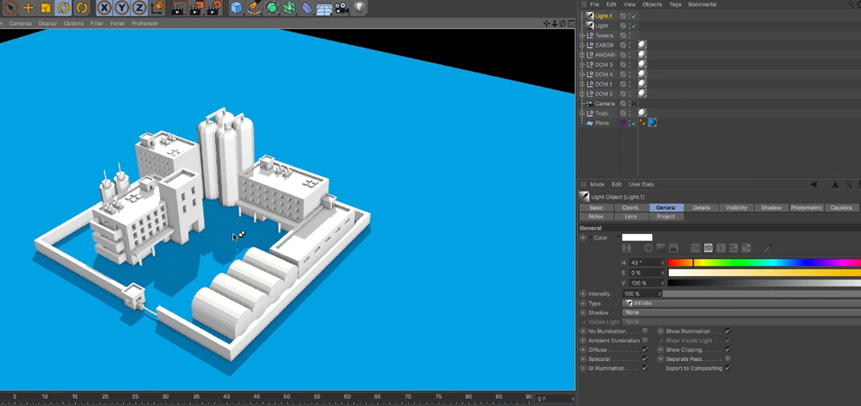 File Edit View Objects Tags Bookmarks
Cameras Display Options Filter Panel ProRender
Light.1
Light
Towers
ZABOR
ANGARI
DOM 3
DOM 4
DOM 1
DOM 2
Camera
Trubi
Plane
Mode Edit User Data
Light Object [Light.1]
Basic Coord. General Details Visibility Shadow Photometric Caustics
Noise Lens Project
General
Color
H 43 °
S 0 %
V 100 %
Intensity 100 %
Type Infinite
Shadow None
Visible Light None
No Illumination Show Illumination
Ambient Illumination Show Visible Light
Diffuse Show Clipping
Specular Separate Pass
GI Illumination Export to Compositing
5 10 15 20 25 30 35 40 45 50 55 60 65 70 75 80 85 90 0 F